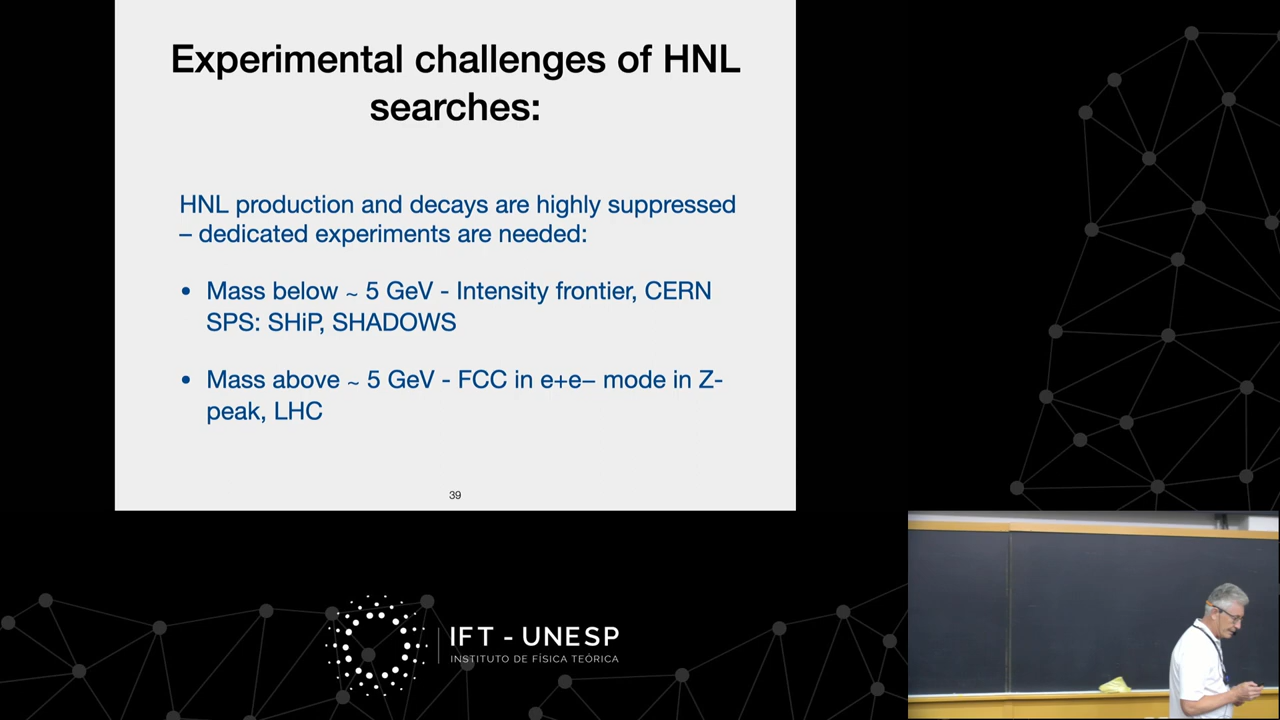 Experimental challenges of HNL
searches:
HNL production and decays are highly suppressed
– dedicated experiments are needed:
• Mass below ~ 5 GeV - Intensity frontier, CERN
SPS: SHiP, SHADOWS
• Mass above ~ 5 GeV - FCC in e+e− mode in Z-
peak, LHC
39
IFT - UNESP
INSTITUTO DE FÍSICA TEÓRICA